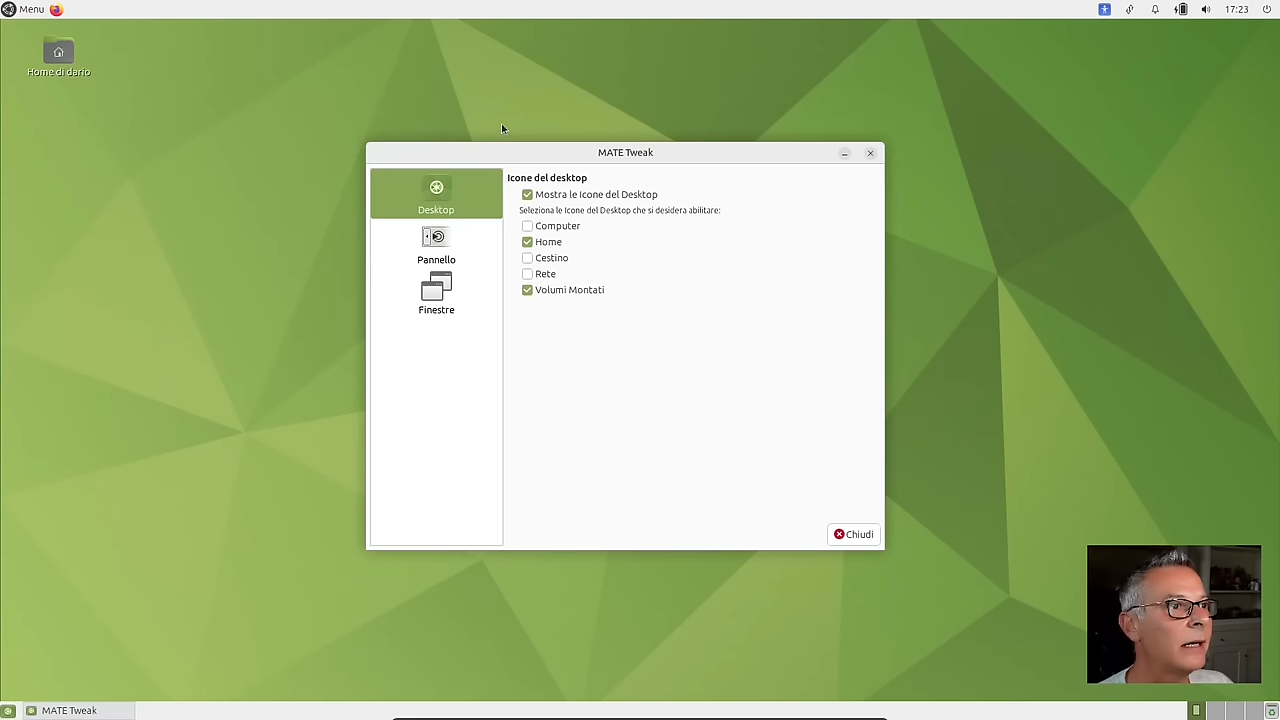 Menu
17:23
Home di dario
MATE Tweak
Desktop
Pannello
Finestre
Icone del desktop
Mostra le Icone del Desktop
Seleziona le Icone del Desktop che si desidera abilitare:
Computer
Home
Cestino
Rete
Volumi Montati
Chiudi
MATE Tweak